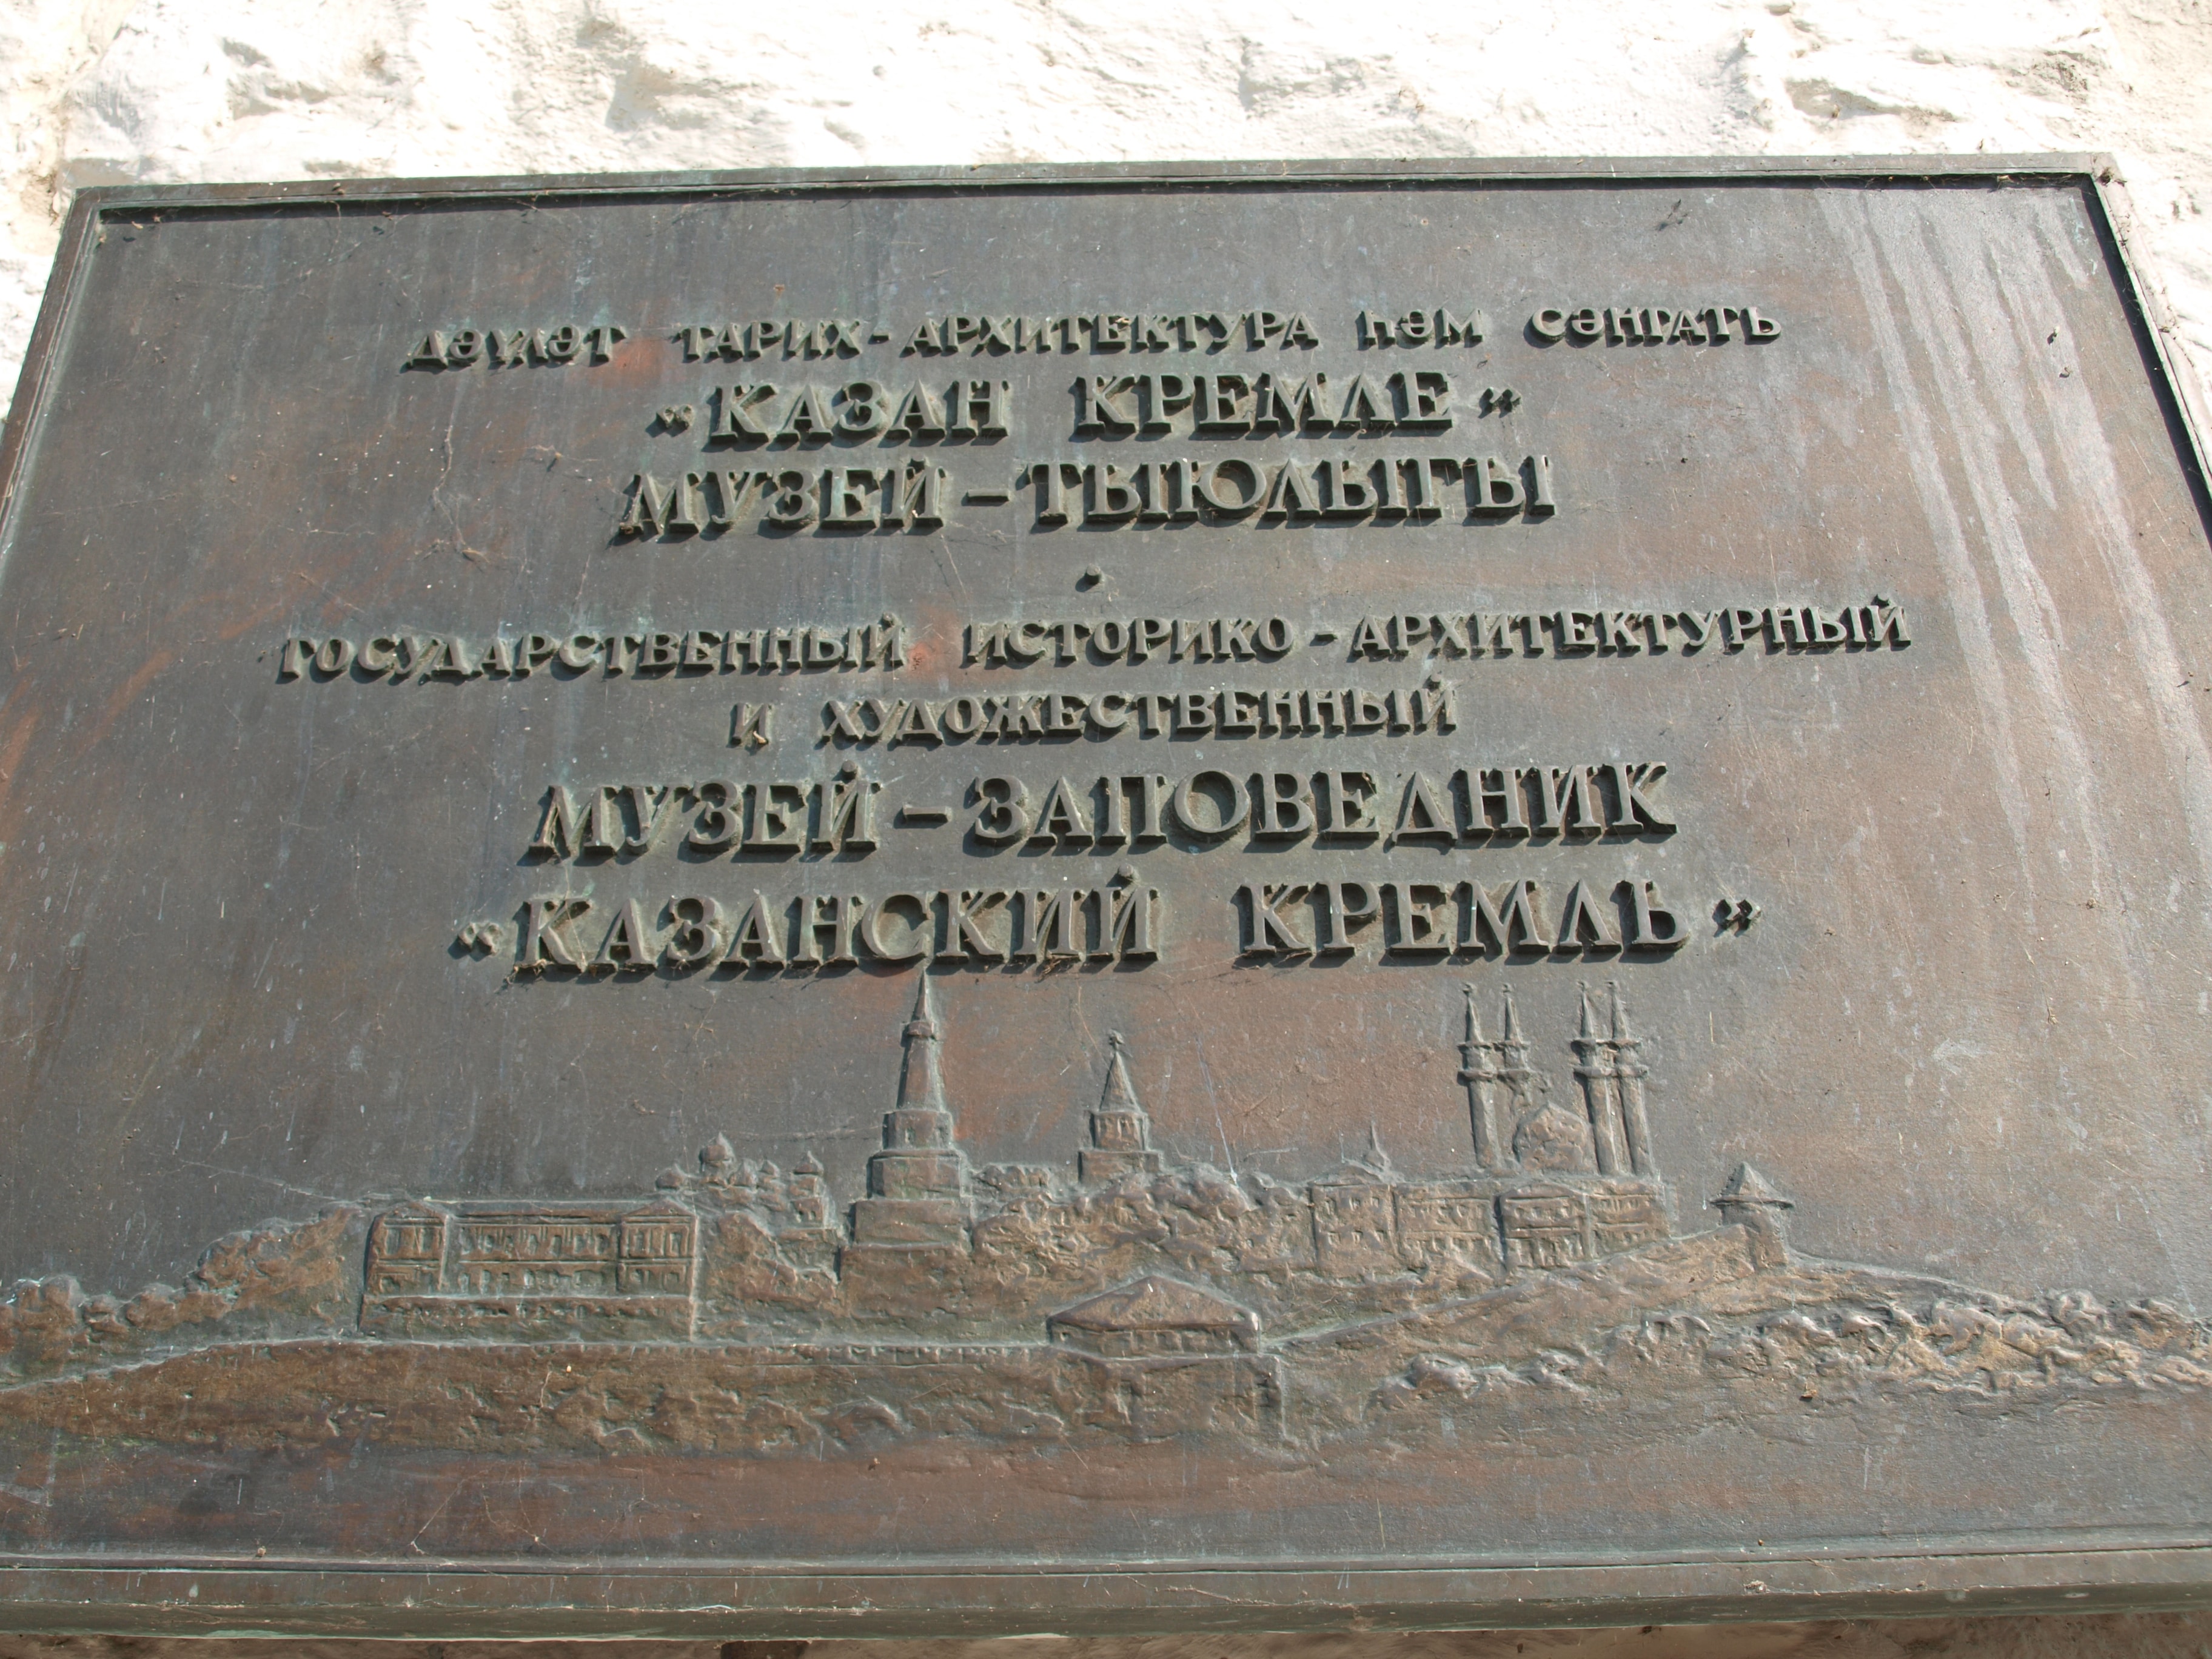 ДӘҮЛӘТ ТАРИХ-АРХИТЕКТУРА ҺӘМ СӘНГАТЬ
«КАЗАН КРЕМЛЕ»
МУЗЕЙ-ТЫЮЛЫГЫ
ГОСУДАРСТВЕННЫЙ ИСТОРИКО-АРХИТЕКТУРНЫЙ
И ХУДОЖЕСТВЕННЫЙ
МУЗЕЙ-ЗАПОВЕДНИК
«КАЗАНСКИЙ КРЕМЛЬ»